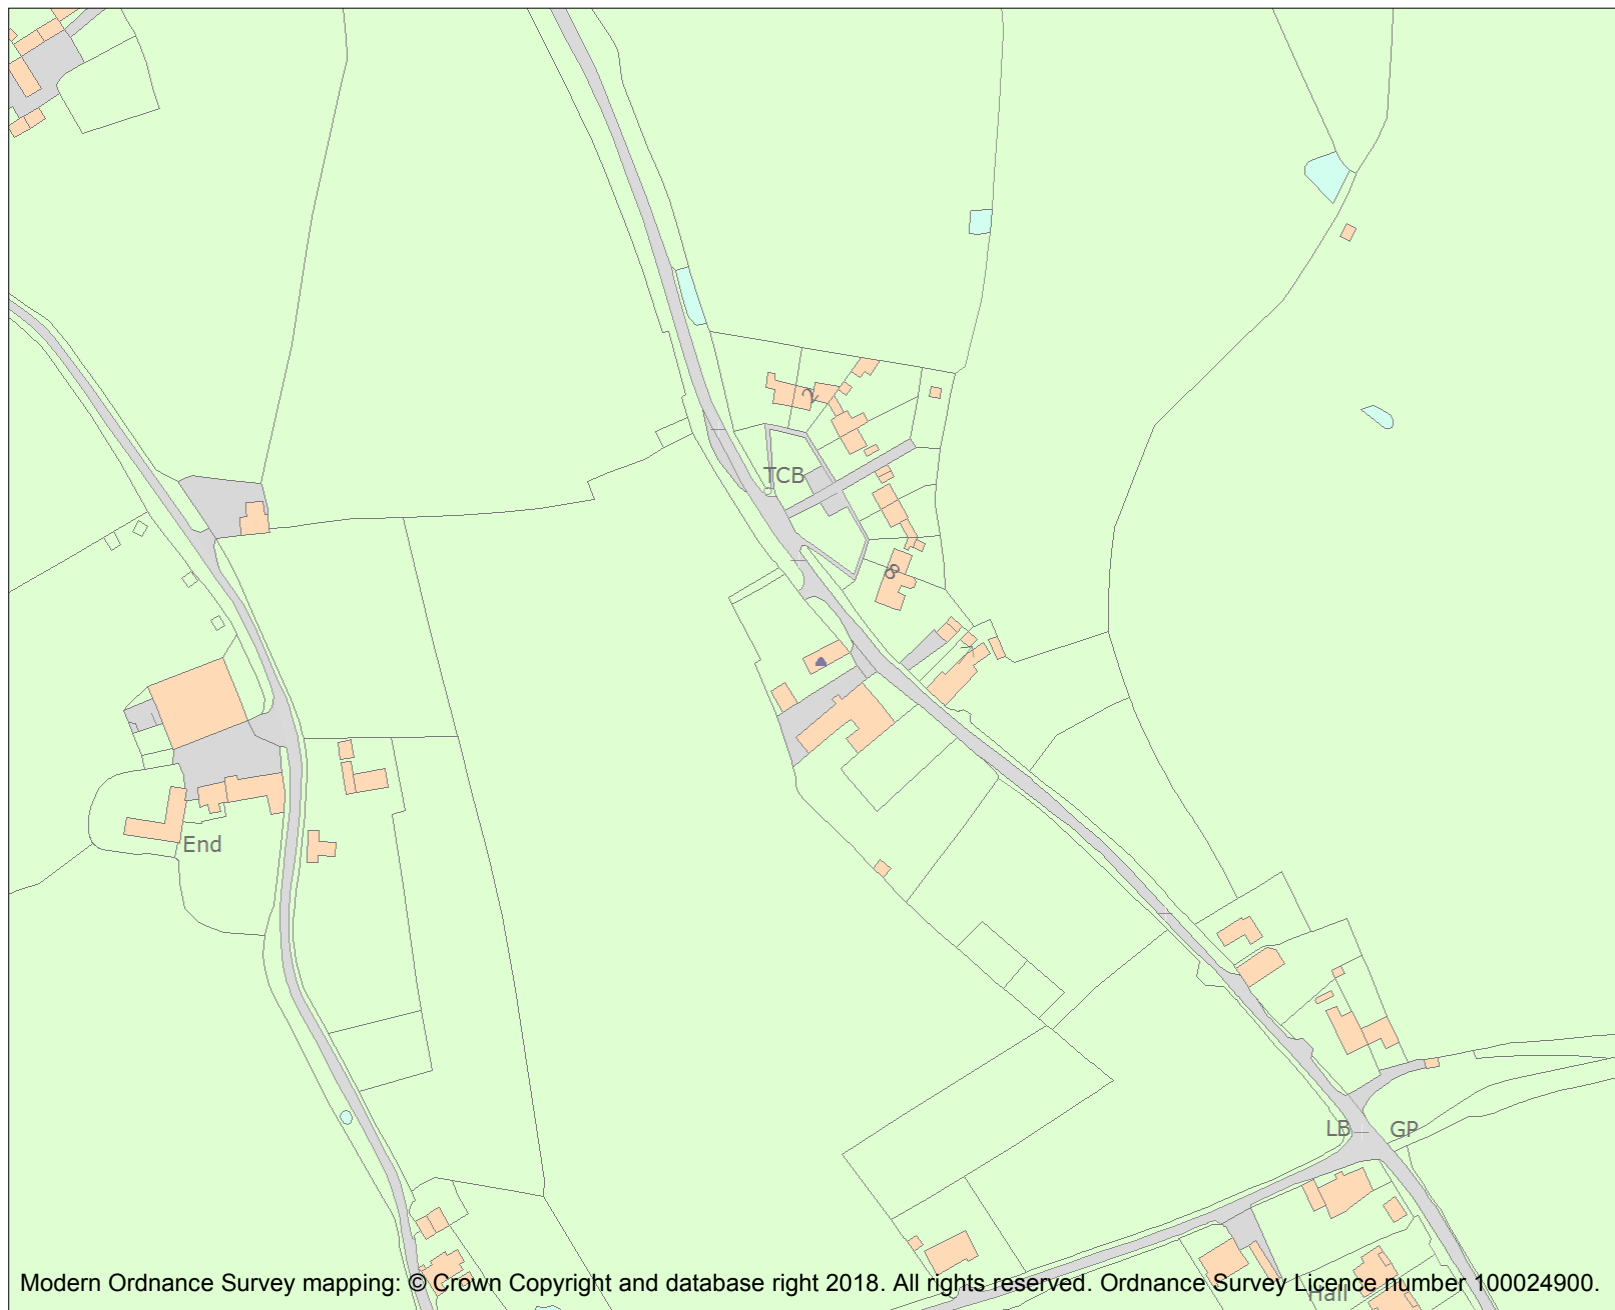 2
TCB
8
End
LB GP
Hall
Modern Ordnance Survey mapping: © Crown Copyright and database right 2018. All rights reserved. Ordnance Survey Licence number 100024900.